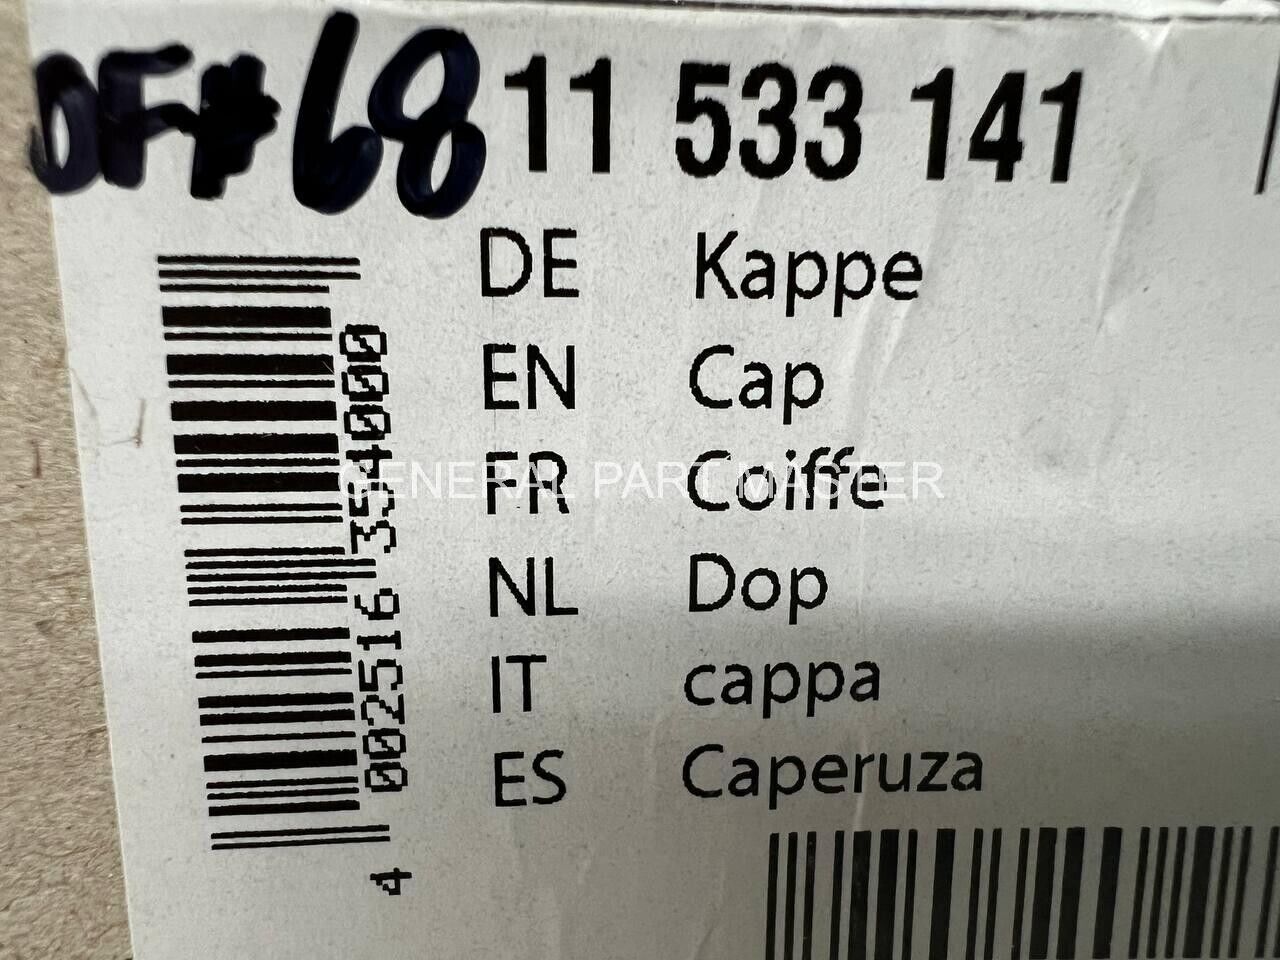 OF#68 11 533 141
DE Kappe
EN Cap
FR Coiffe
NL Dop
IT cappa
ES Caperuza
4 002516 354000
GENERAL PART MASTER